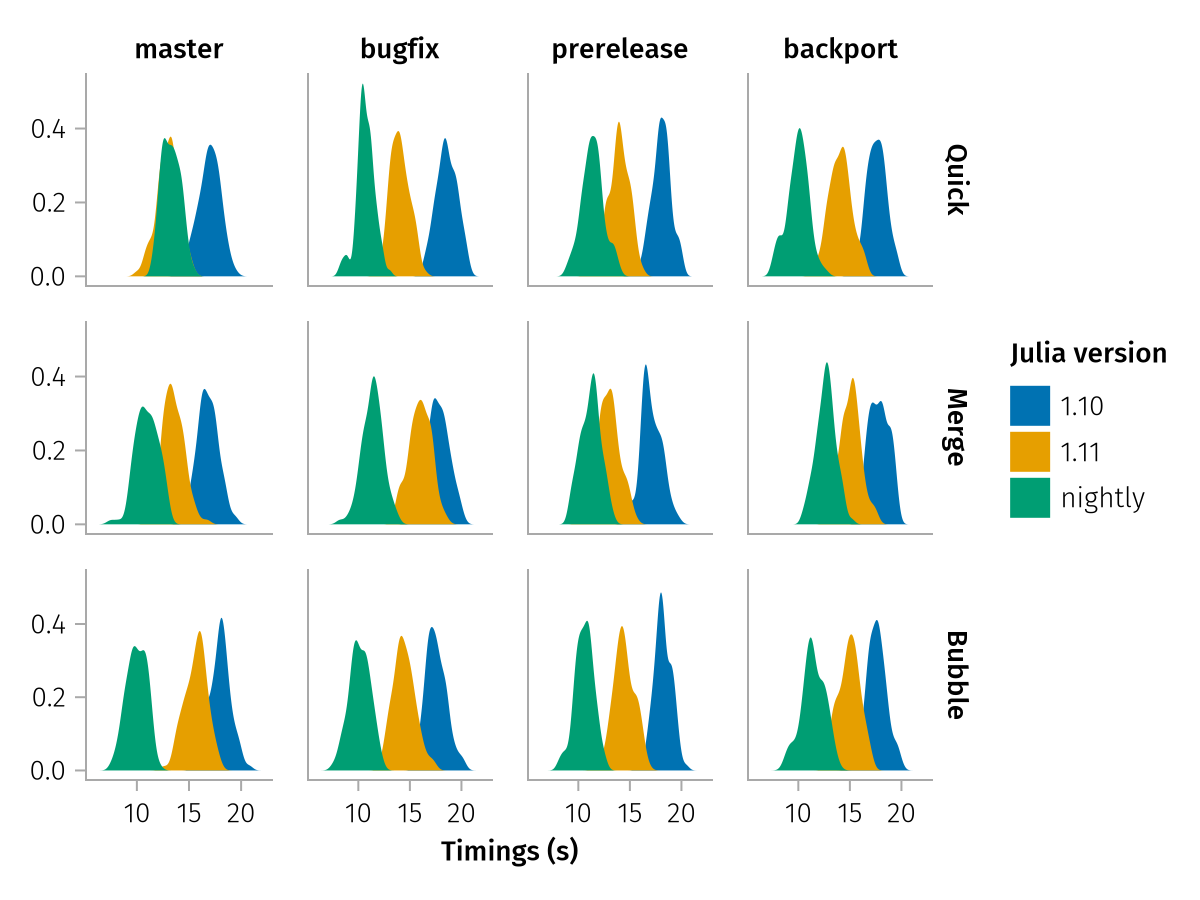 master bugfix prerelease backport
0.4
0.2
0.0
Quick
0.4
0.2
0.0
Merge
Julia version
1.10
1.11
nightly
0.4
0.2
0.0
Bubble
10 15 20 10 15 20 10 15 20 10 15 20
Timings (s)